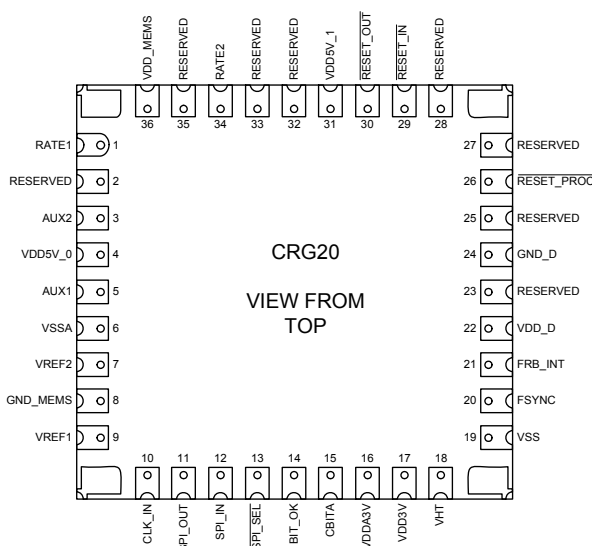 VDD_MEMS
RESERVED
RATE2
RESERVED
RESERVED
VDD5V_1
RESET_OUT
RESET_IN
RESERVED
36 35 34 33 32 31 30 29 28
RATE1 1
RESERVED 2
AUX2 3
VDD5V_0 4
AUX1 5
VSSA 6
VREF2 7
GND_MEMS 8
VREF1 9
CRG20
VIEW FROM
TOP
27 RESERVED
26 RESET_PROC
25 RESERVED
24 GND_D
23 RESERVED
22 VDD_D
21 FRB_INT
20 FSYNC
19 VSS
10 11 12 13 14 15 16 17 18
CLK_IN
SPI_OUT
SPI_IN
SPI_SEL
BIT_OK
CBITA
VDDA3V
VDD3V
VHT